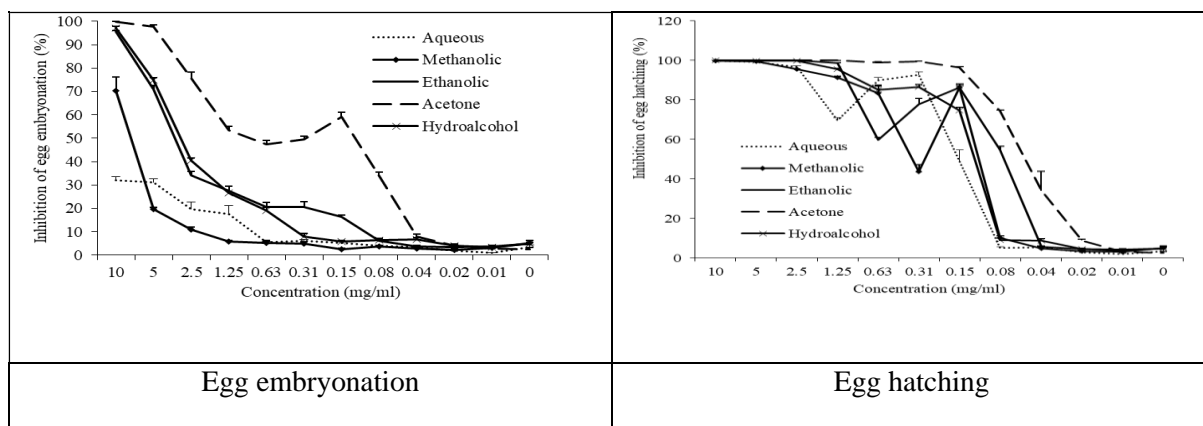 Inhibition of egg embryonation (%)
100
90
80
70
60
50
40
30
20
10
0
Aqueous
Methanolic
Ethanolic
Acetone
Hydroalcohol
10 5 2.5 1.25 0.63 0.31 0.15 0.08 0.04 0.02 0.01 0
Concentration (mg/ml)
Inhibition of egg hatching (%)
120
100
80
60
40
20
0
Aqueous
Methanolic
Ethanolic
Acetone
Hydroalcohol
10 5 2.5 1.25 0.63 0.31 0.15 0.08 0.04 0.02 0.01 0
Concentration (mg/ml)
Egg embryonation
Egg hatching